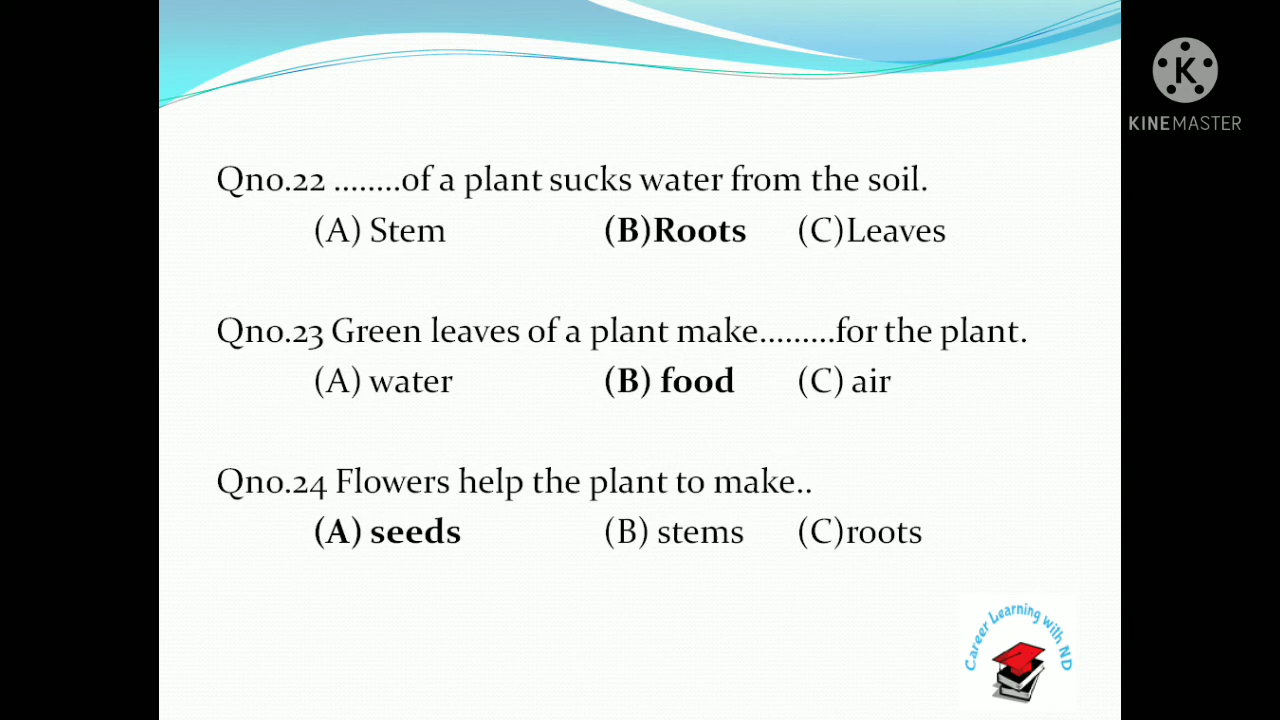 K
KINEMASTER
Qno.22 ........of a plant sucks water from the soil.
(A) Stem (B)Roots (C)Leaves
Qno.23 Green leaves of a plant make.........for the plant.
(A) water (B) food (C) air
Qno.24 Flowers help the plant to make..
(A) seeds (B) stems (C)roots
Career Learning with ND